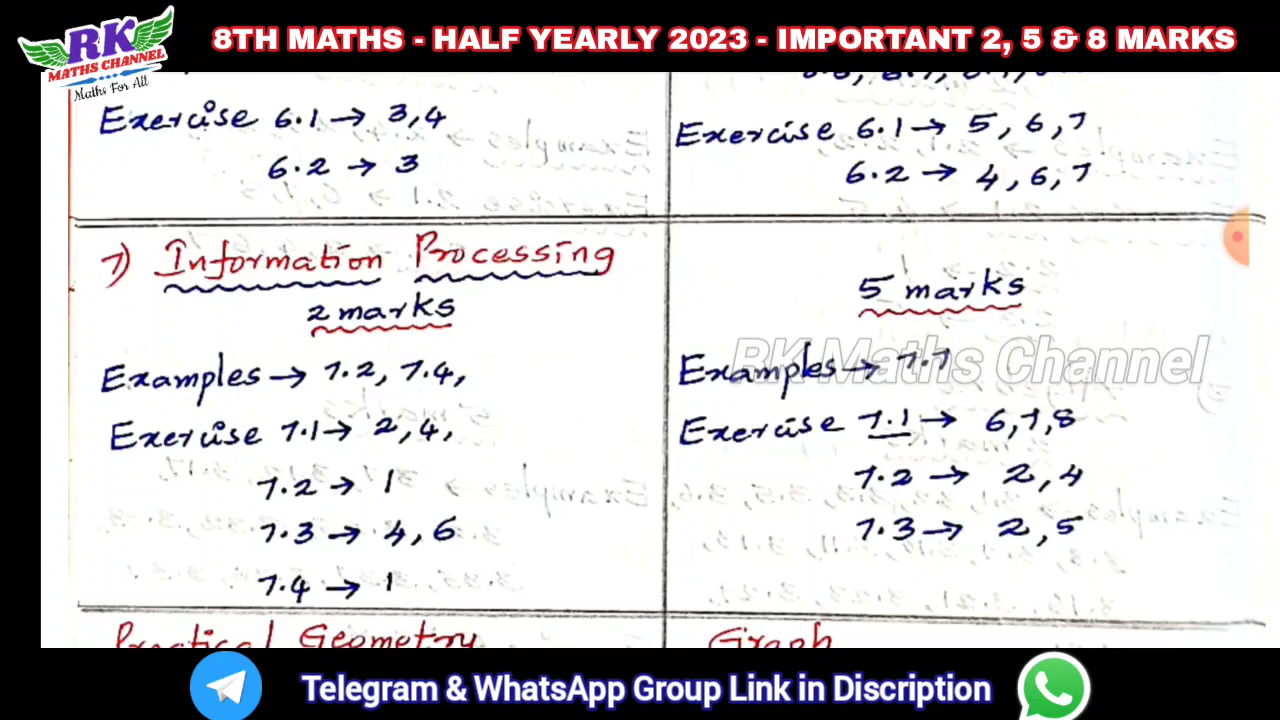 RK
MATHS CHANNEL
Maths For All
8TH MATHS - HALF YEARLY 2023 - IMPORTANT 2, 5 & 8 MARKS
Exercise 6.1 → 3,4
6.2 → 3
Exercise 6.1 → 5, 6, 7
6.2 → 4, 6, 7
7) Information Processing
2 marks
Examples → 7.2, 7.4,
Exercise 7.1 → 2, 4,
7.2 → 1
7.3 → 4, 6
7.4 → 1
5 marks
RK Maths Channel
Examples → 7.7
Exercise 7.1 → 6, 7, 8
7.2 → 2, 4
7.3 → 2, 5
Practical Geometry
Graph
Telegram & WhatsApp Group Link in Discription